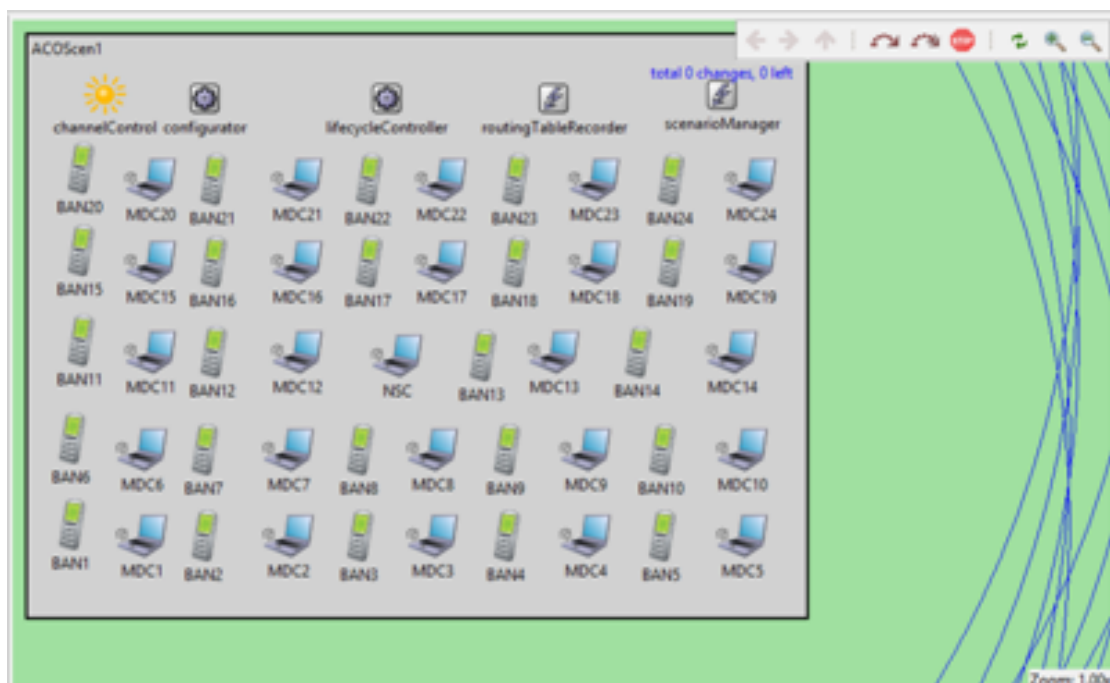 ACOScen1
STOP
total 0 changes, 0 left
channelControl configurator lifecycleController routingTableRecorder scenarioManager
BAN20 MDC20 BAN21 MDC21 BAN22 MDC22 BAN23 MDC23 BAN24 MDC24
BAN15 MDC15 BAN16 MDC16 BAN17 MDC17 BAN18 MDC18 BAN19 MDC19
BAN11 MDC11 BAN12 MDC12 NSC BAN13 MDC13 BAN14 MDC14
BAN6 MDC6 BAN7 MDC7 BAN8 MDC8 BAN9 MDC9 BAN10 MDC10
BAN1 MDC1 BAN2 MDC2 BAN3 MDC3 BAN4 MDC4 BAN5 MDC5
Zoom: 1.00x